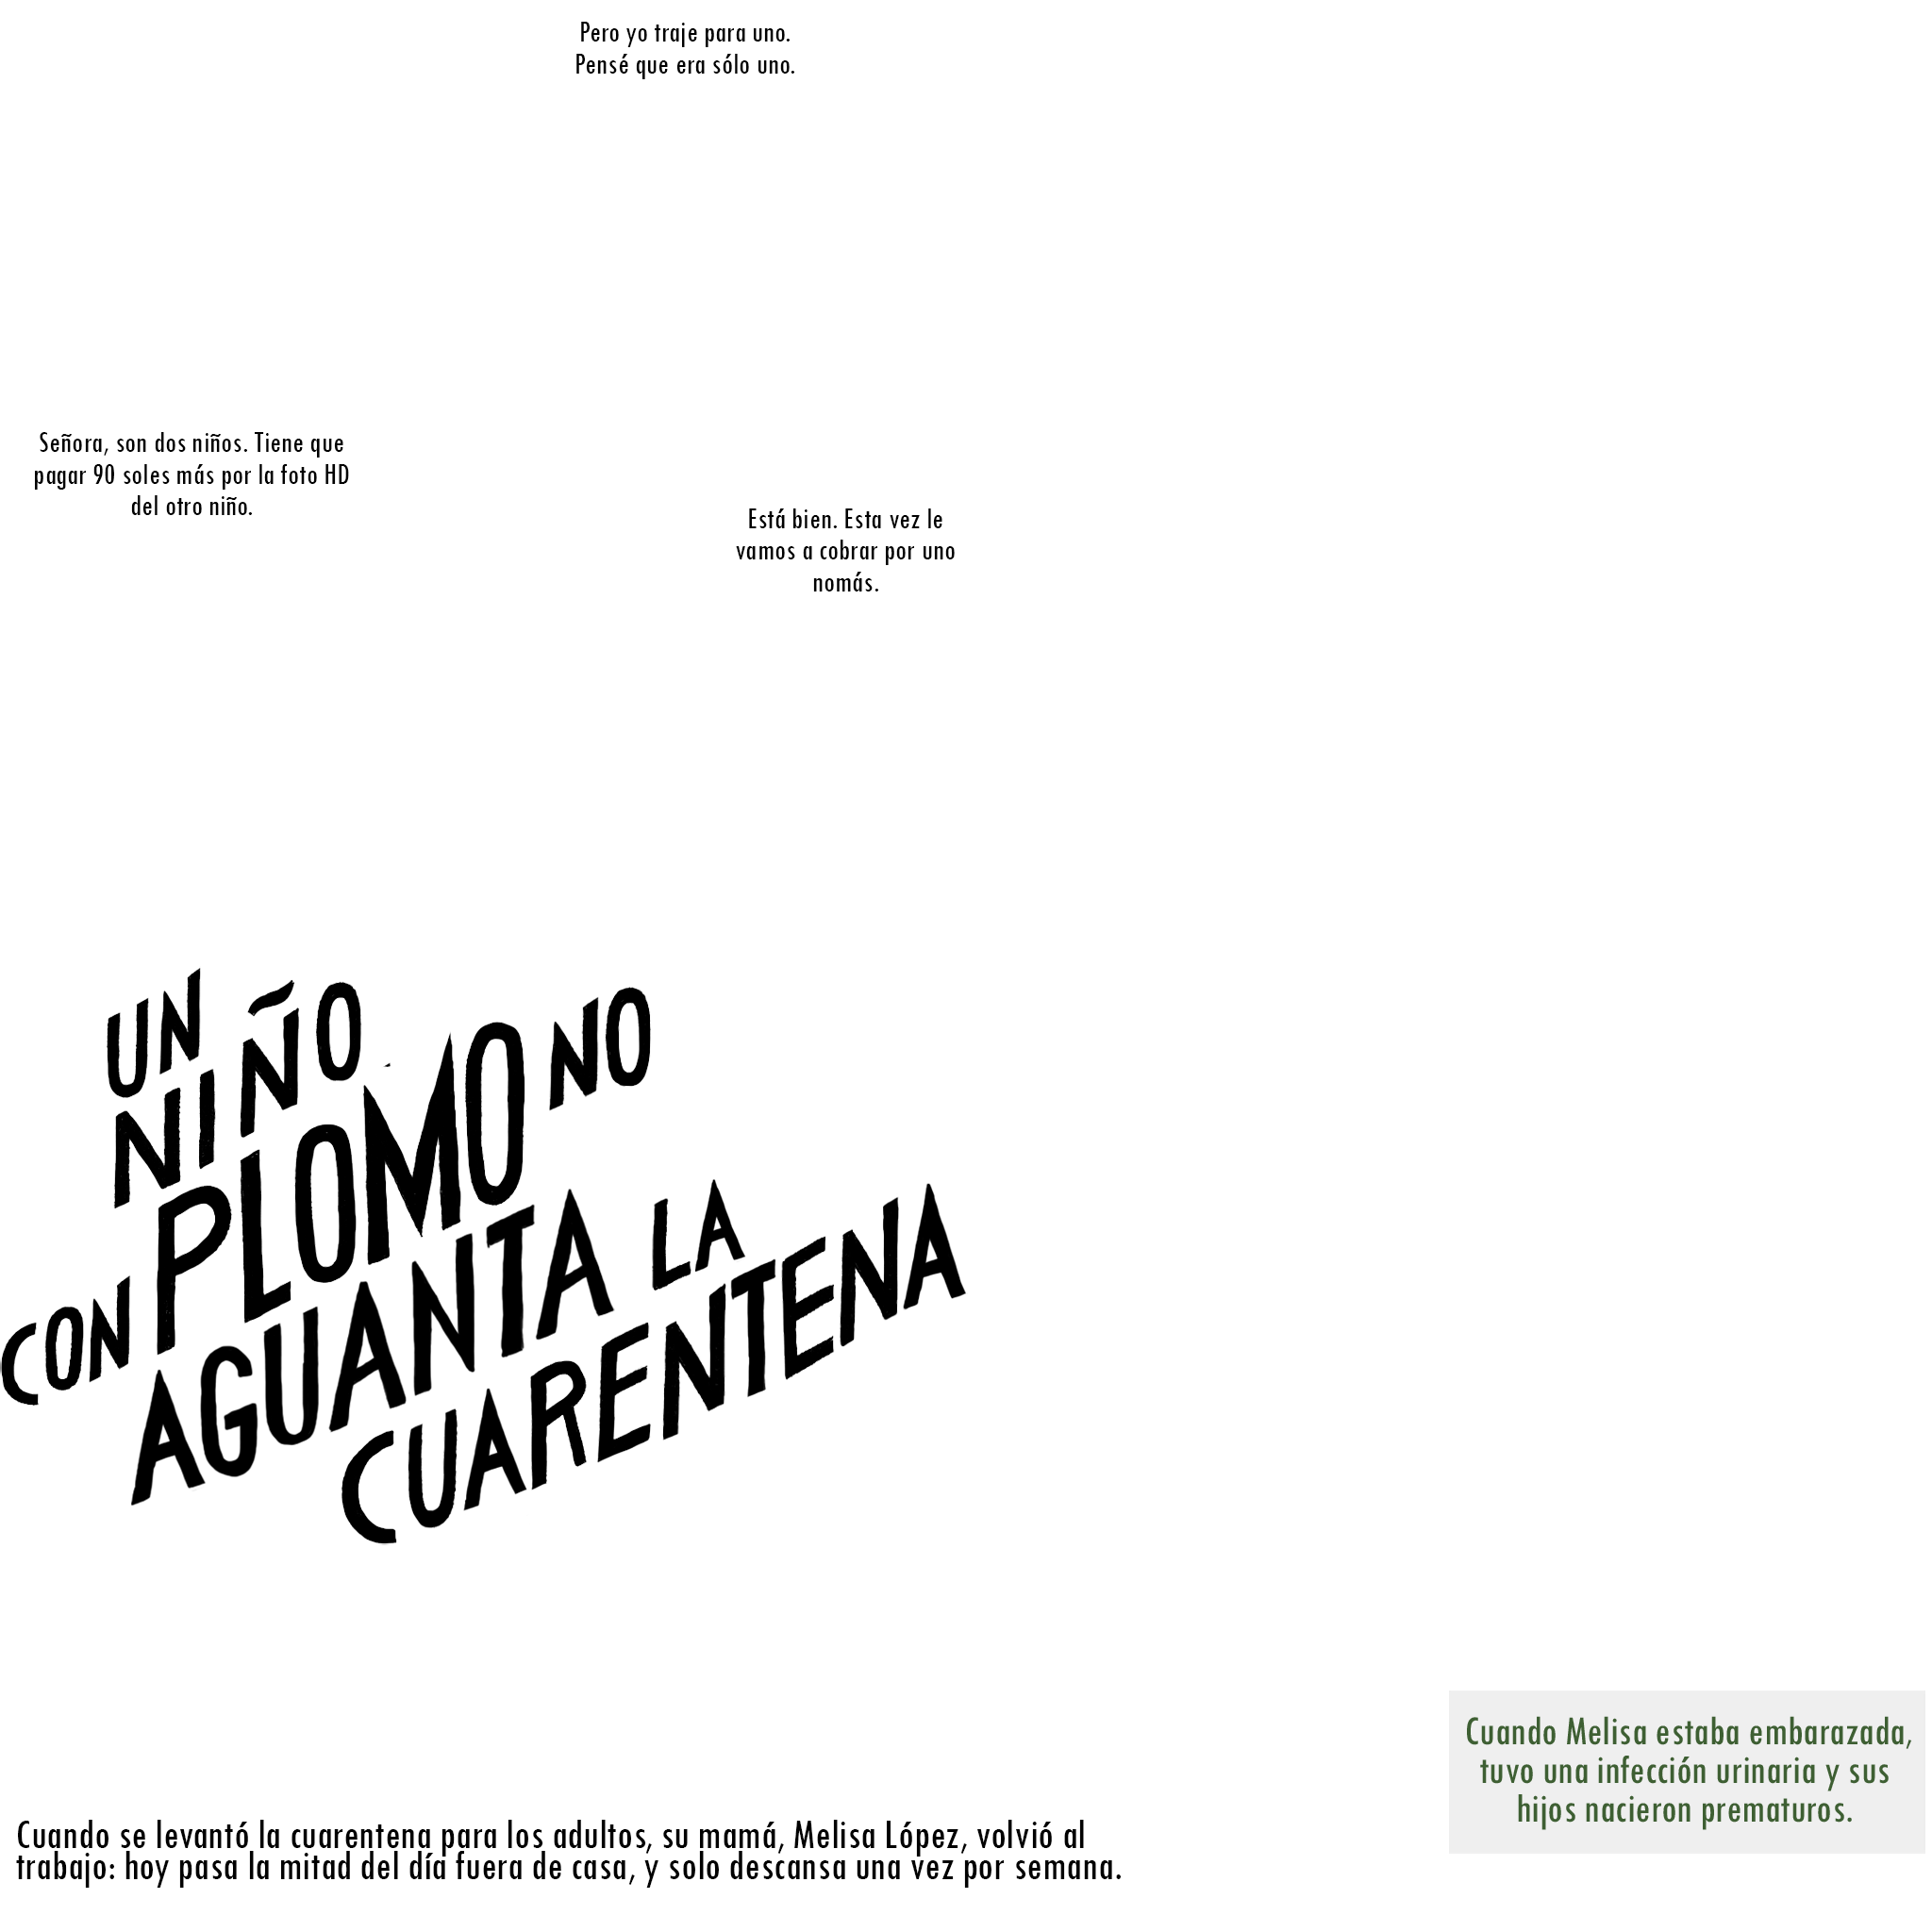 Pero yo traje para uno.
Pensé que era sólo uno.
Señora, son dos niños. Tiene que
pagar 90 soles más por la foto HD
del otro niño.
Está bien. Esta vez le
vamos a cobrar por uno
nomás.
UN
NIÑO
CON PLOMO NO
AGUANTA LA
CUARENTENA
Cuando Melisa estaba embarazada,
tuvo una infección urinaria y sus
hijos nacieron prematuros.
Cuando se levantó la cuarentena para los adultos, su mamá, Melisa López, volvió al
trabajo: hoy pasa la mitad del día fuera de casa, y solo descansa una vez por semana.